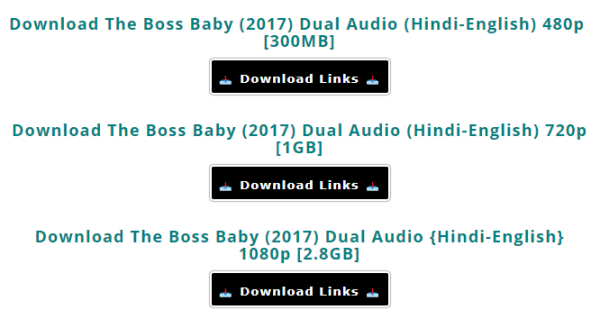 Download The Boss Baby (2017) Dual Audio (Hindi-English) 480p
[300MB]
Download Links
Download The Boss Baby (2017) Dual Audio (Hindi-English) 720p
[1GB]
Download Links
Download The Boss Baby (2017) Dual Audio {Hindi-English}
1080p [2.8GB]
Download Links